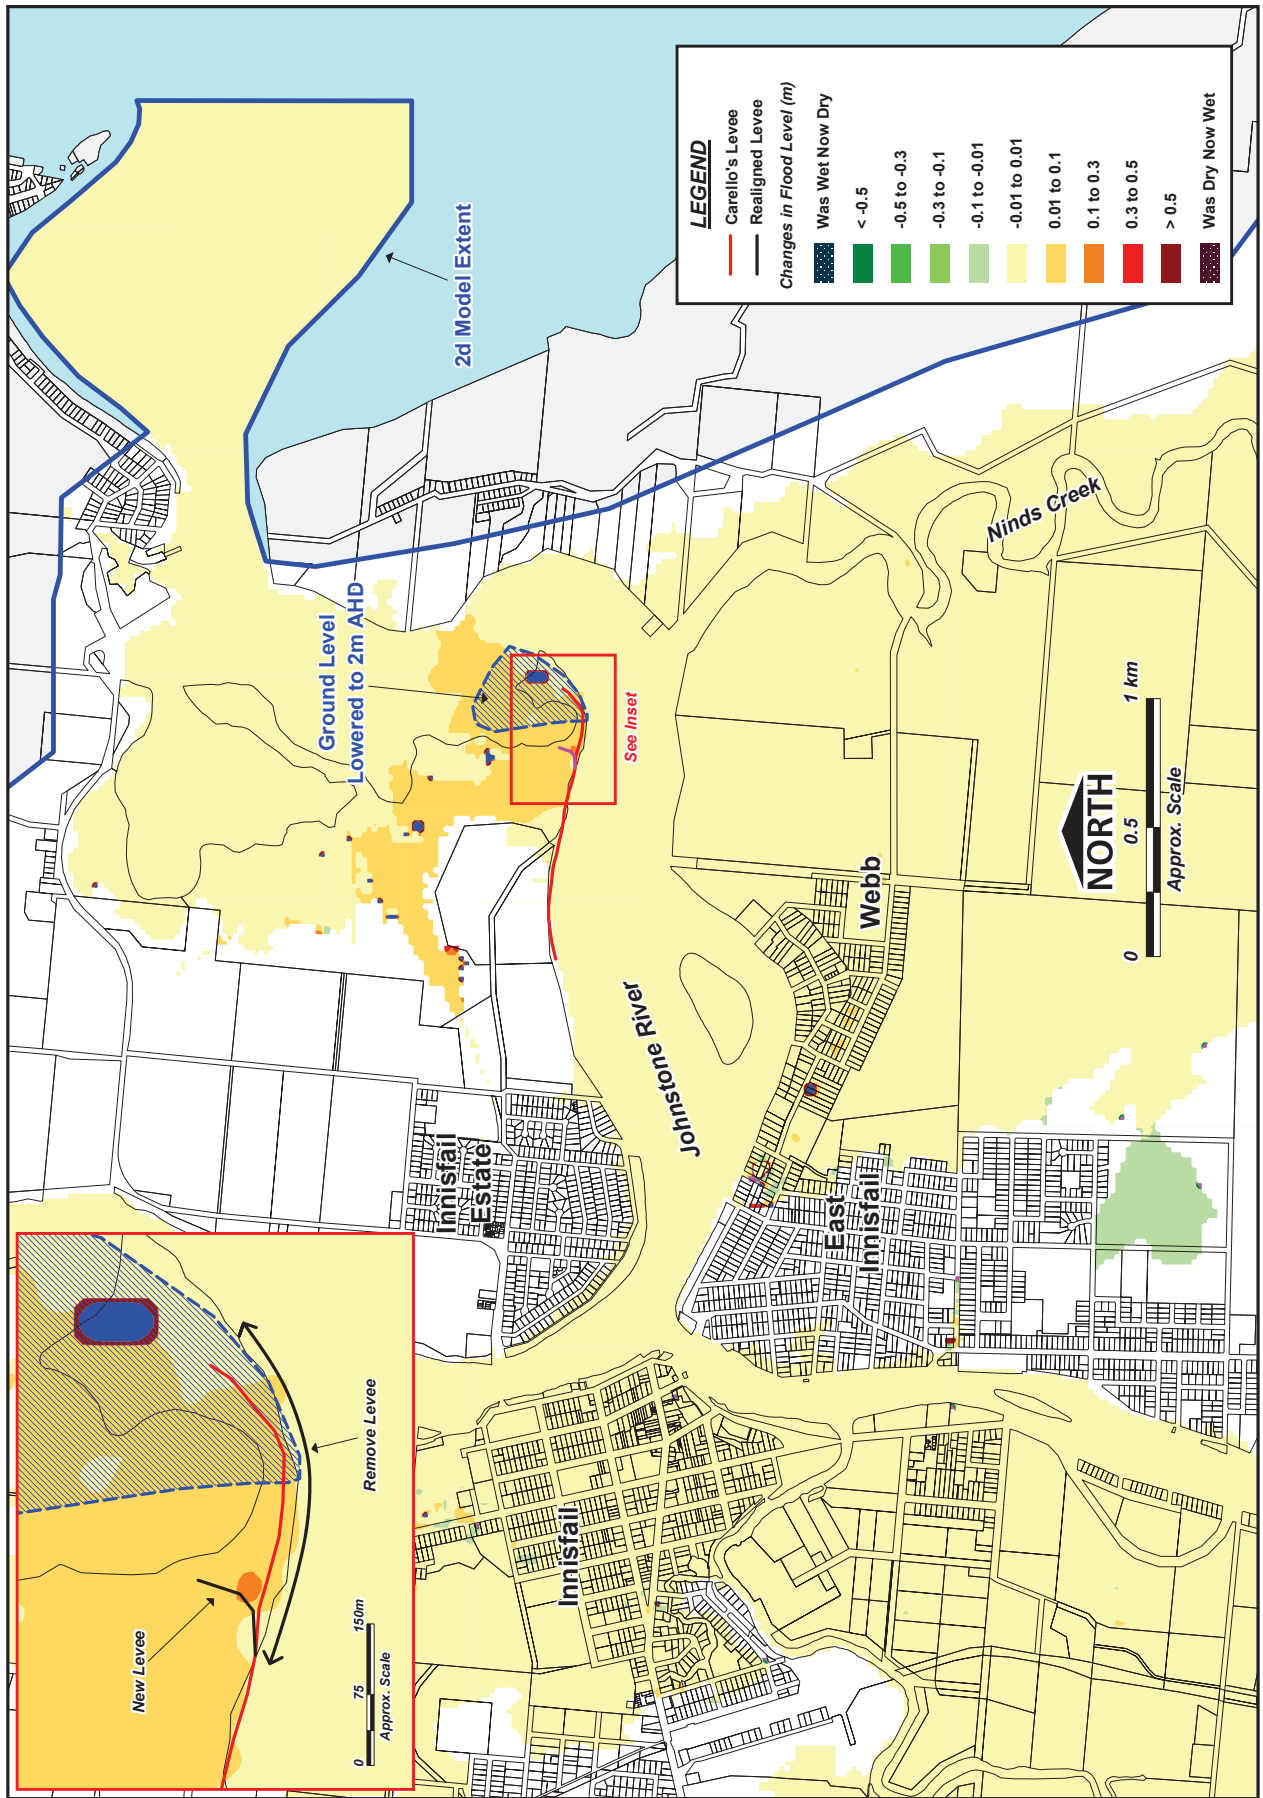 LEGEND
Carello's Levee
Realigned Levee
Changes in Flood Level (m)
Was Wet Now Dry
< -0.5
-0.5 to -0.3
-0.3 to -0.1
-0.1 to -0.01
-0.01 to 0.01
0.01 to 0.1
0.1 to 0.3
0.3 to 0.5
> 0.5
Was Dry Now Wet
2d Model Extent
Ground Level
Lowered to 2m AHD
See Inset
Ninds Creek
Johnstone River
Webb
Innisfail
Estate
East
Innisfail
Innisfail
NORTH
0
0.5
1 km
Approx. Scale
New Levee
Remove Levee
0
75
150m
Approx. Scale